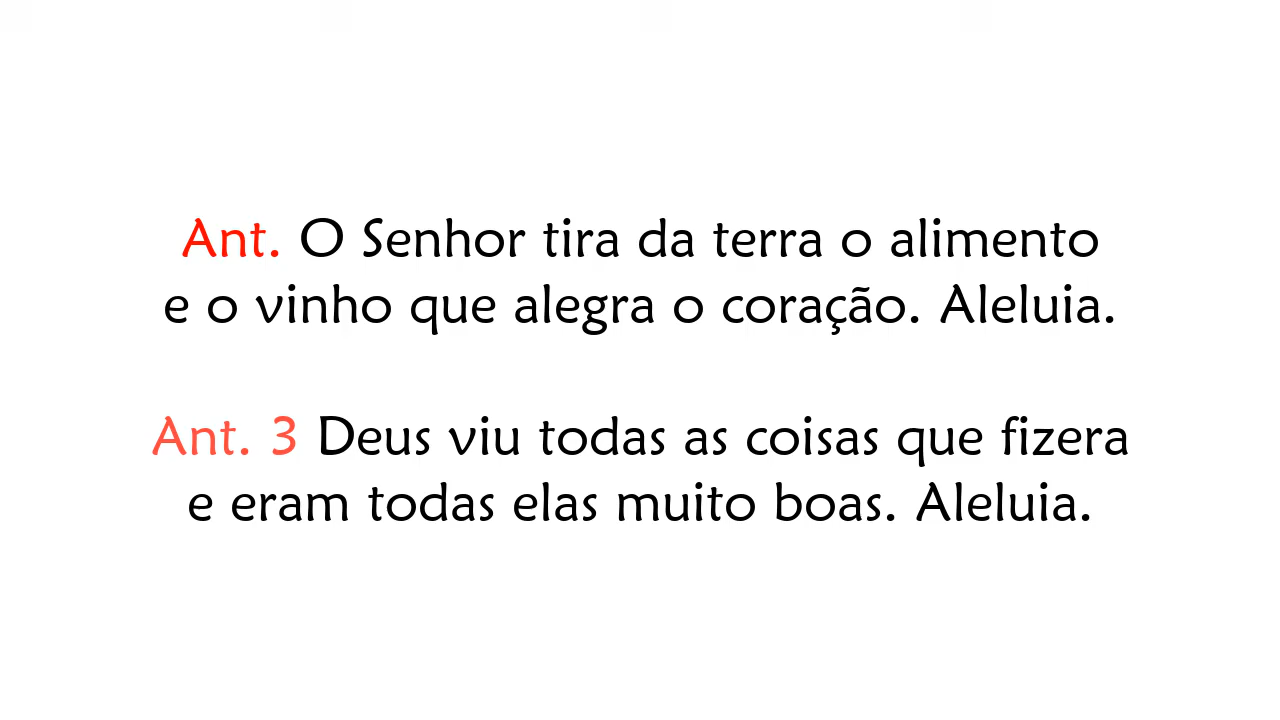 Ant. O Senhor tira da terra o alimento
e o vinho que alegra o coração. Aleluia.
Ant. 3 Deus viu todas as coisas que fizera
e eram todas elas muito boas. Aleluia.